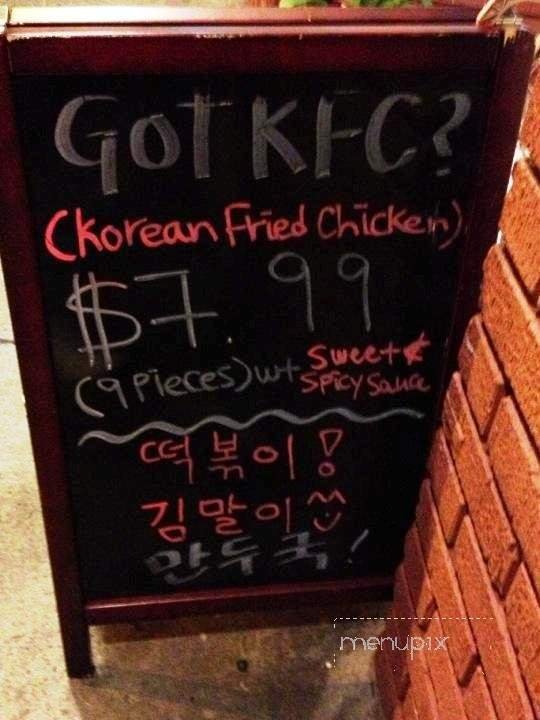 Got KFC?
(Korean Fried Chicken)
$7.99
(9 pieces) wt sweet &
spicy sauce
떡볶이!
김말이 ^^
만두국!
menupix